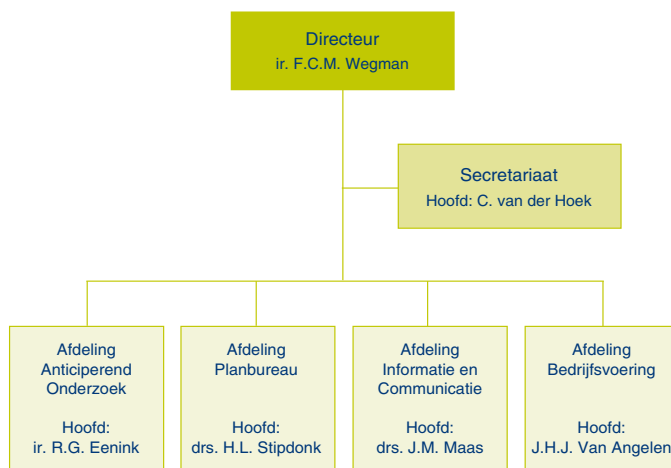 Directeur
ir. F.C.M. Wegman
Secretariaat
Hoofd: C. van der Hoek
Afdeling
Anticiperend
Onderzoek
Hoofd:
ir. R.G. Eenink
Afdeling
Planbureau
Hoofd:
drs. H.L. Stipdonk
Afdeling
Informatie en
Communicatie
Hoofd:
drs. J.M. Maas
Afdeling
Bedrijfsvoering
Hoofd:
J.H.J. Van Angelen